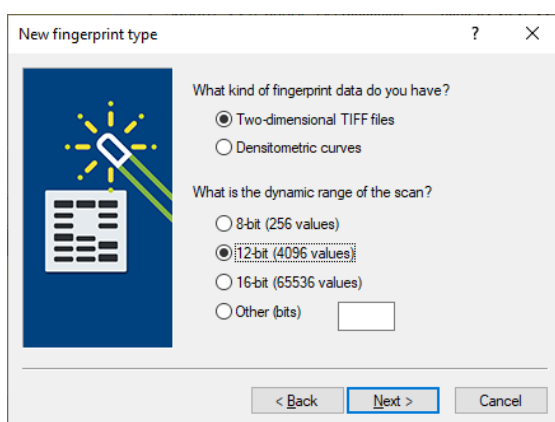 New fingerprint type
?
What kind of fingerprint data do you have?
Two-dimensional TIFF files
Densitometric curves
What is the dynamic range of the scan?
8-bit (256 values)
12-bit (4096 values)
16-bit (65536 values)
Other (bits)
< Back
Next >
Cancel